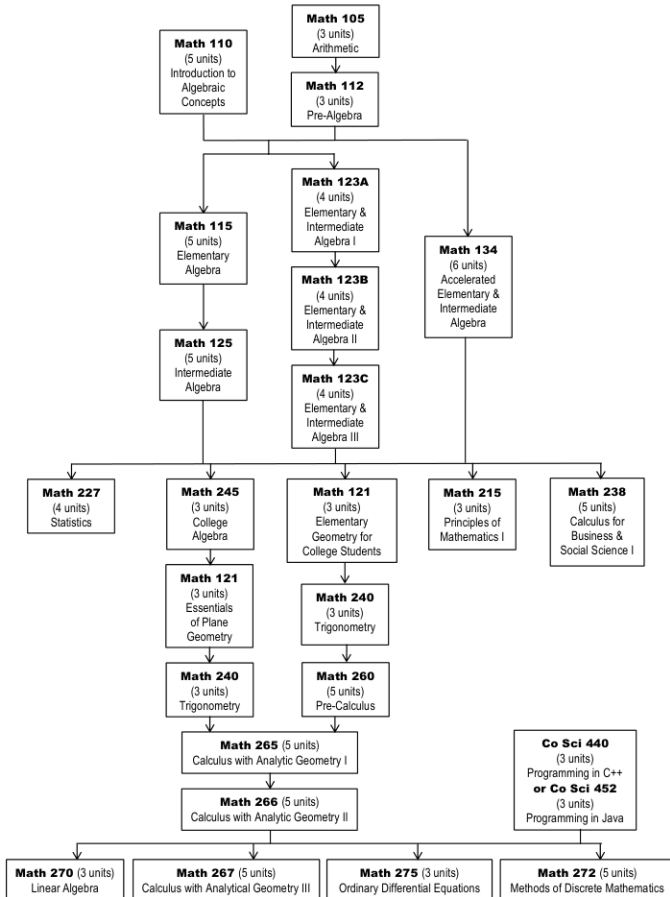 Math 105
(3 units)
Arithmetic
Math 110
(5 units)
Introduction to
Algebraic
Concepts
Math 112
(3 units)
Pre-Algebra
Math 123A
(4 units)
Elementary &
Intermediate
Algebra I
Math 115
(5 units)
Elementary
Algebra
Math 134
(6 units)
Accelerated
Elementary &
Intermediate
Algebra
Math 123B
(4 units)
Elementary &
Intermediate
Algebra II
Math 125
(5 units)
Intermediate
Algebra
Math 123C
(4 units)
Elementary &
Intermediate
Algebra III
Math 227
(4 units)
Statistics
Math 245
(3 units)
College
Algebra
Math 121
(3 units)
Elementary
Geometry for
College Students
Math 215
(3 units)
Principles of
Mathematics I
Math 238
(5 units)
Calculus for
Business &
Social Science I
Math 121
(3 units)
Essentials
of Plane
Geometry
Math 240
(3 units)
Trigonometry
Math 240
(3 units)
Trigonometry
Math 260
(5 units)
Pre-Calculus
Math 265 (5 units)
Calculus with Analytic Geometry I
Co Sci 440
(3 units)
Programming in C++
or Co Sci 452
(3 units)
Programming in Java
Math 266 (5 units)
Calculus with Analytic Geometry II
Math 270 (3 units)
Linear Algebra
Math 267 (5 units)
Calculus with Analytical Geometry III
Math 275 (3 units)
Ordinary Differential Equations
Math 272 (5 units)
Methods of Discrete Mathematics